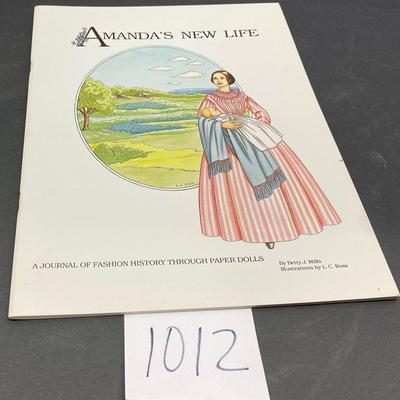 AMANDA'S NEW LIFE
A JOURNAL OF FASHION HISTORY THROUGH PAPER DOLLS
By Betty J. Mills
Illustrations by L. C. Ross
1012